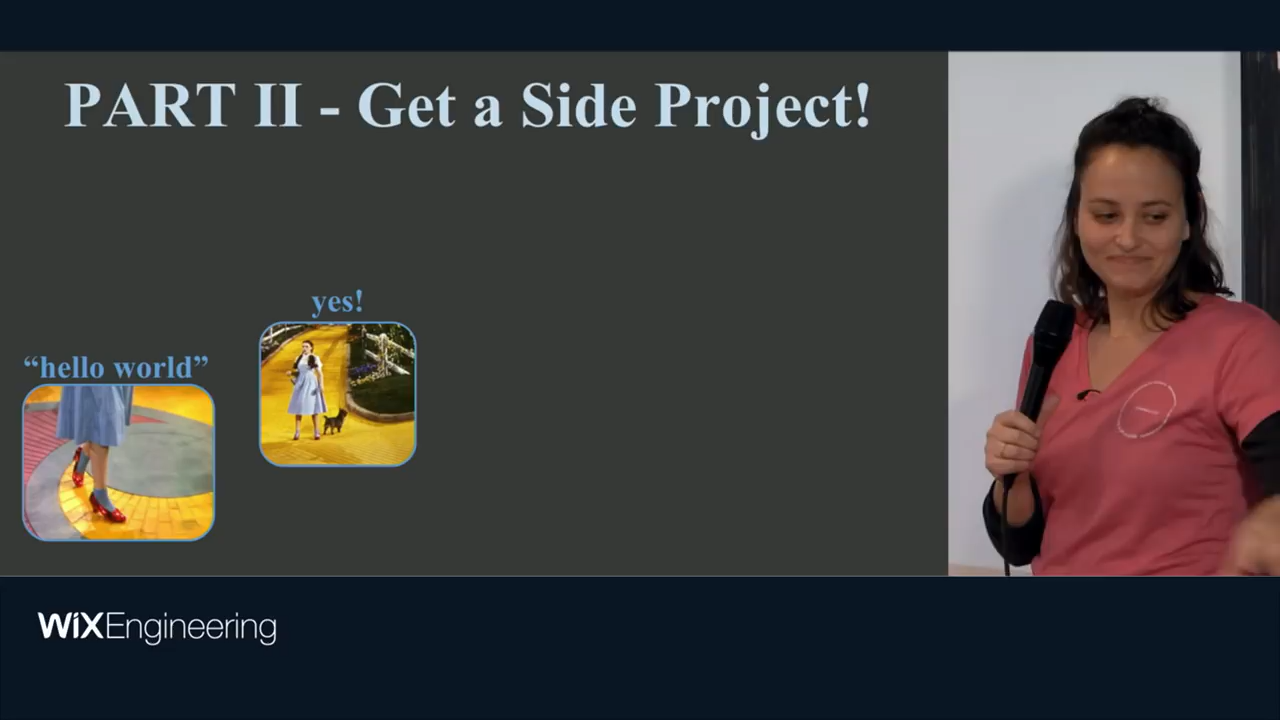 PART II - Get a Side Project!
yes!
“hello world”
WiXEngineering